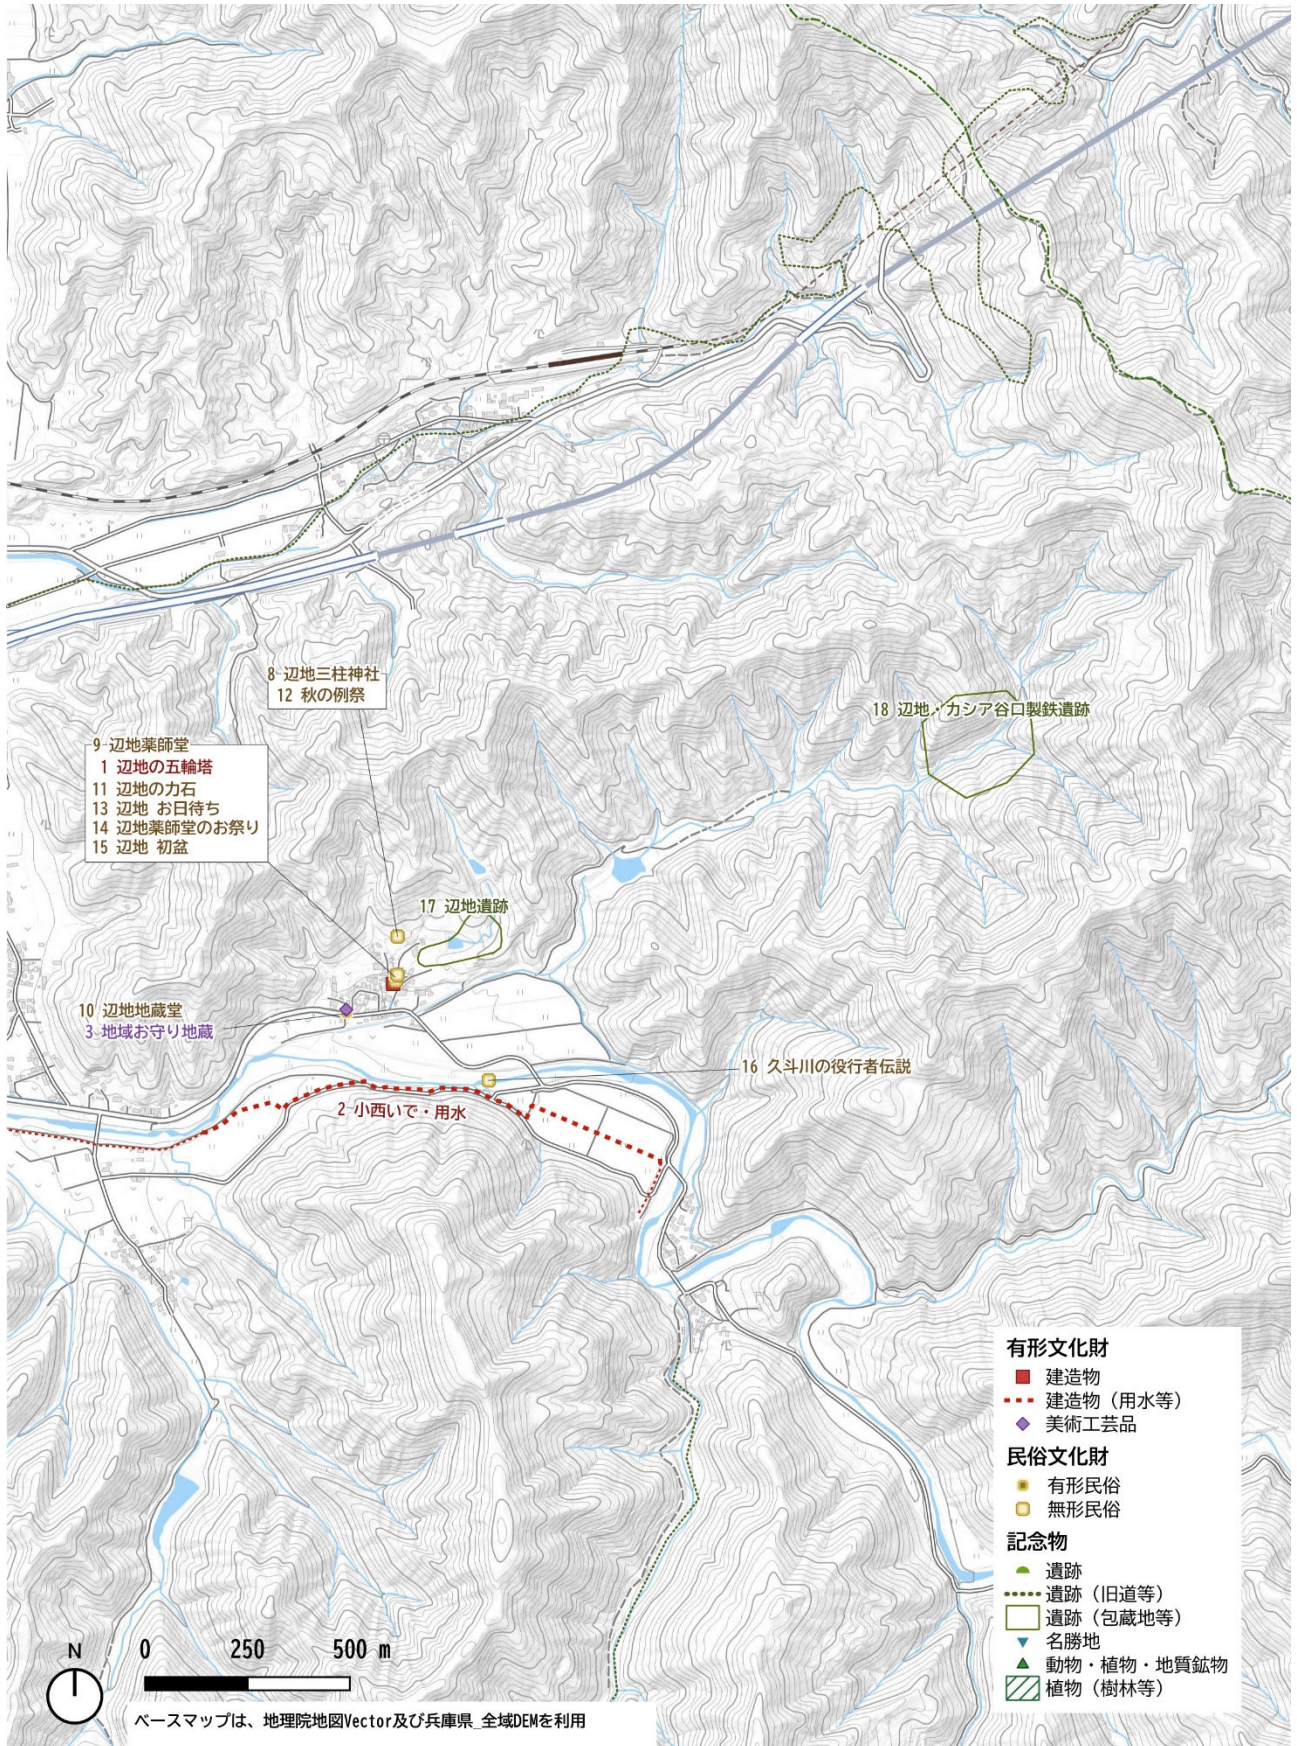 8 辺地三柱神社
12 秋の例祭
18 辺地・カシア谷口製鉄遺跡
9 辺地薬師堂
1 辺地の五輪塔
11 辺地の力石
13 辺地 お日待ち
14 辺地薬師堂のお祭り
15 辺地 初盆
17 辺地遺跡
10 辺地地蔵堂
3 地域お守り地蔵
16 久斗川の役行者伝説
2 小西いで・用水
有形文化財
建造物
建造物（用水等）
美術工芸品
民俗文化財
有形民俗
無形民俗
記念物
遺跡
遺跡（旧道等）
遺跡（包蔵地等）
名勝地
動物・植物・地質鉱物
植物（樹林等）
N
0 250 500 m
ベースマップは、地理院地図Vector及び兵庫県_全域DEMを利用